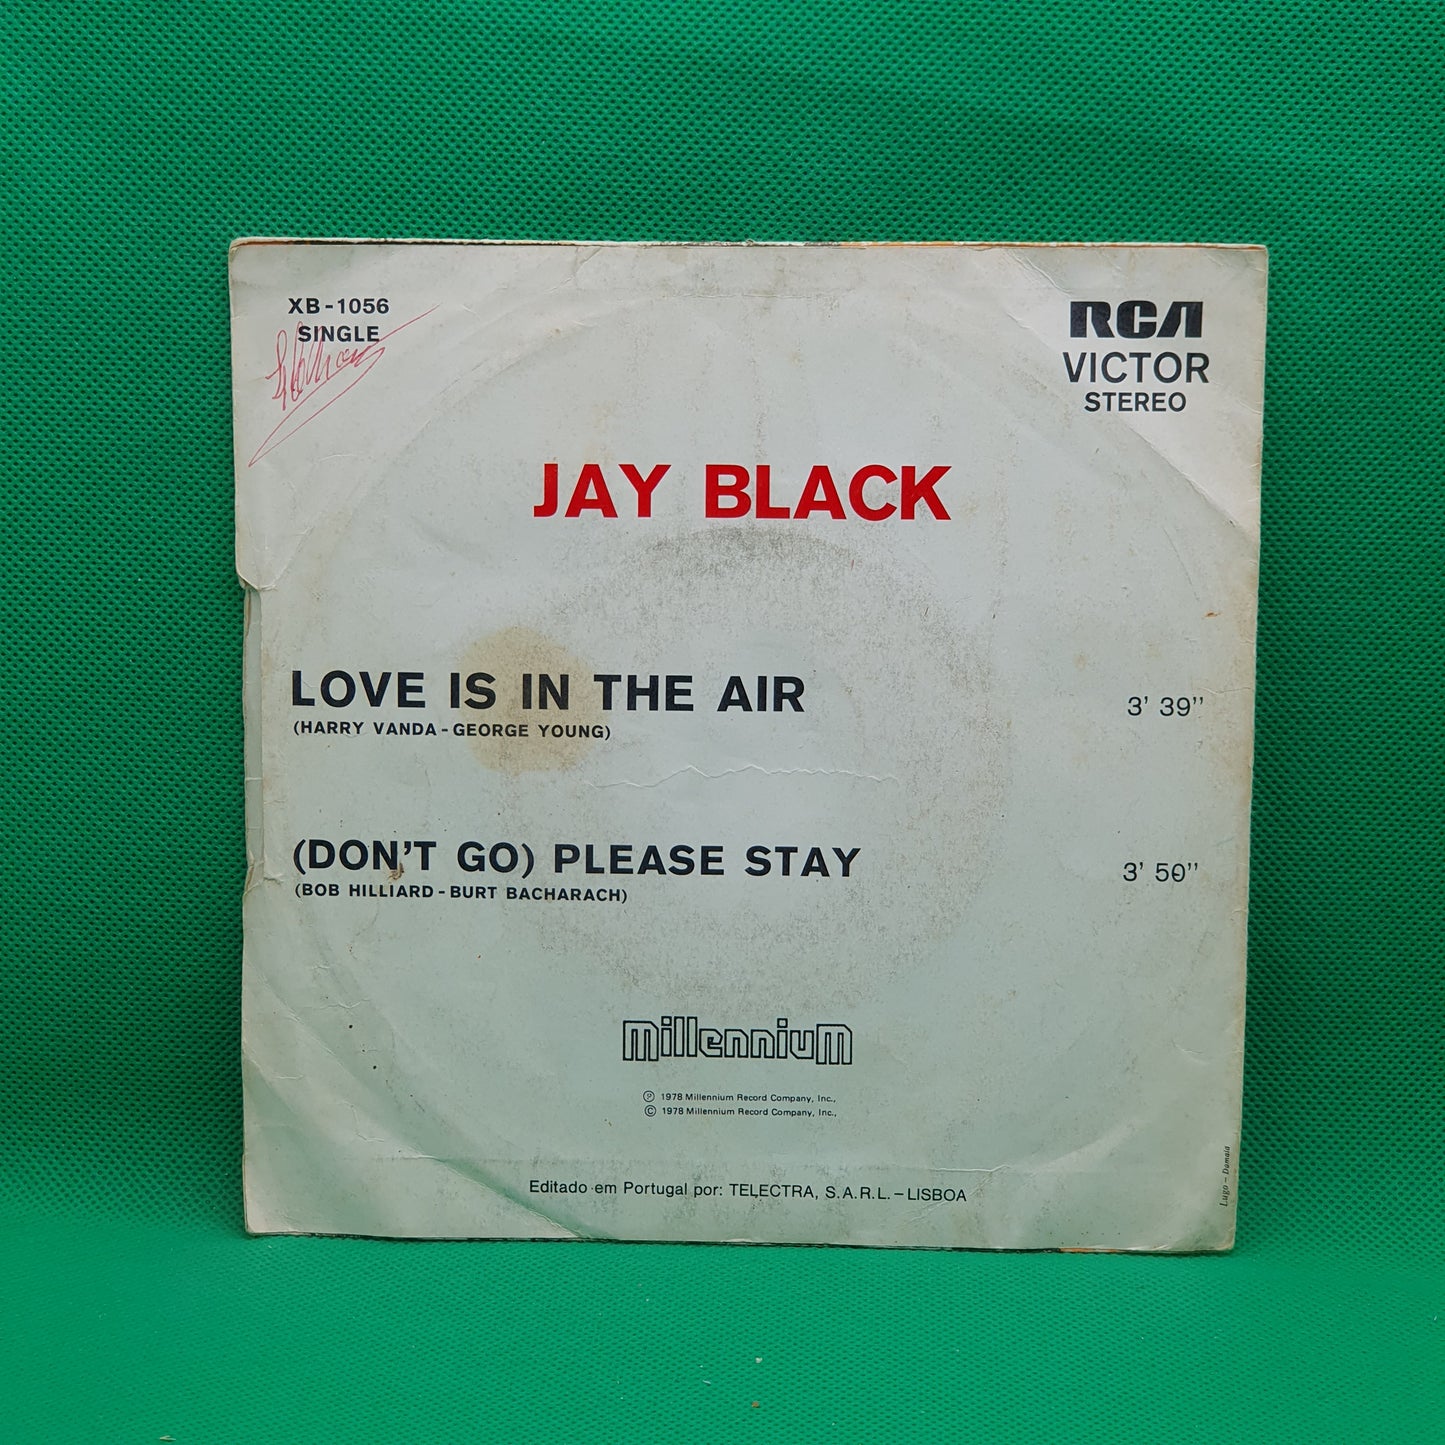 XB-1056
SINGLE
RCA
VICTOR
STEREO
JAY BLACK
LOVE IS IN THE AIR 3' 39''
(HARRY VANDA - GEORGE YOUNG)
(DON'T GO) PLEASE STAY 3' 50''
(BOB HILLIARD - BURT BACHARACH)
millenniuM
Ⓟ 1978 Millennium Record Company, Inc.,
© 1978 Millennium Record Company, Inc.,
Editado em Portugal por: TELECTRA, S.A.R.L. – LISBOA
Lugo – Damaia